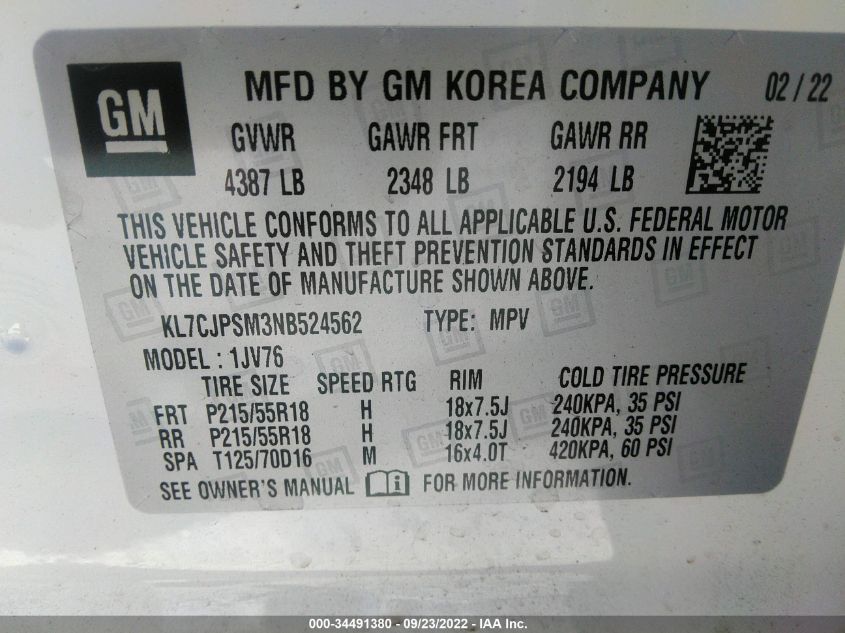 GM MFD BY GM KOREA COMPANY 02 / 22
GVWR GAWR FRT GAWR RR
4387 LB 2348 LB 2194 LB
THIS VEHICLE CONFORMS TO ALL APPLICABLE U.S. FEDERAL MOTOR
VEHICLE SAFETY AND THEFT PREVENTION STANDARDS IN EFFECT
ON THE DATE OF MANUFACTURE SHOWN ABOVE.
KL7CJPSM3NB524562 TYPE: MPV
MODEL : 1JV76
TIRE SIZE SPEED RTG RIM COLD TIRE PRESSURE
FRT P215/55R18 H 18x7.5J 240KPA, 35 PSI
RR P215/55R18 H 18x7.5J 240KPA, 35 PSI
SPA T125/70D16 M 16x4.0T 420KPA, 60 PSI
SEE OWNER'S MANUAL i FOR MORE INFORMATION.
000-34491380 - 09/23/2022 - IAA Inc.